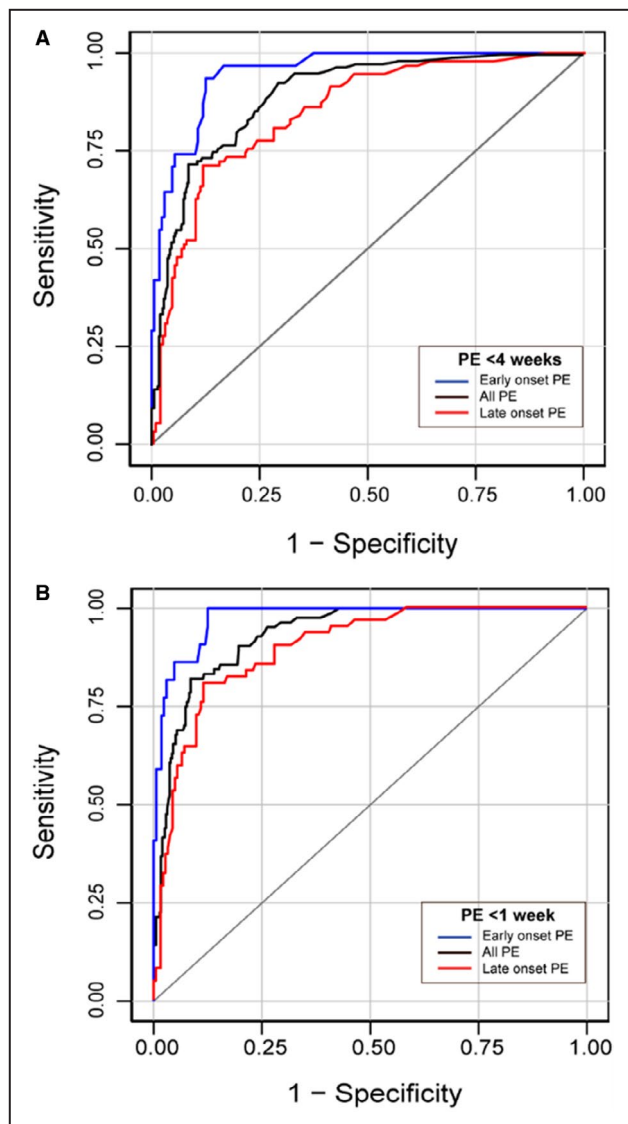 A
1.00
0.75
0.50
0.25
0.00
Sensitivity
PE <4 weeks
Early onset PE
All PE
Late onset PE
0.00 0.25 0.50 0.75 1.00
1 − Specificity
B
1.00
0.75
0.50
0.25
0.00
Sensitivity
PE <1 week
Early onset PE
All PE
Late onset PE
0.00 0.25 0.50 0.75 1.00
1 − Specificity